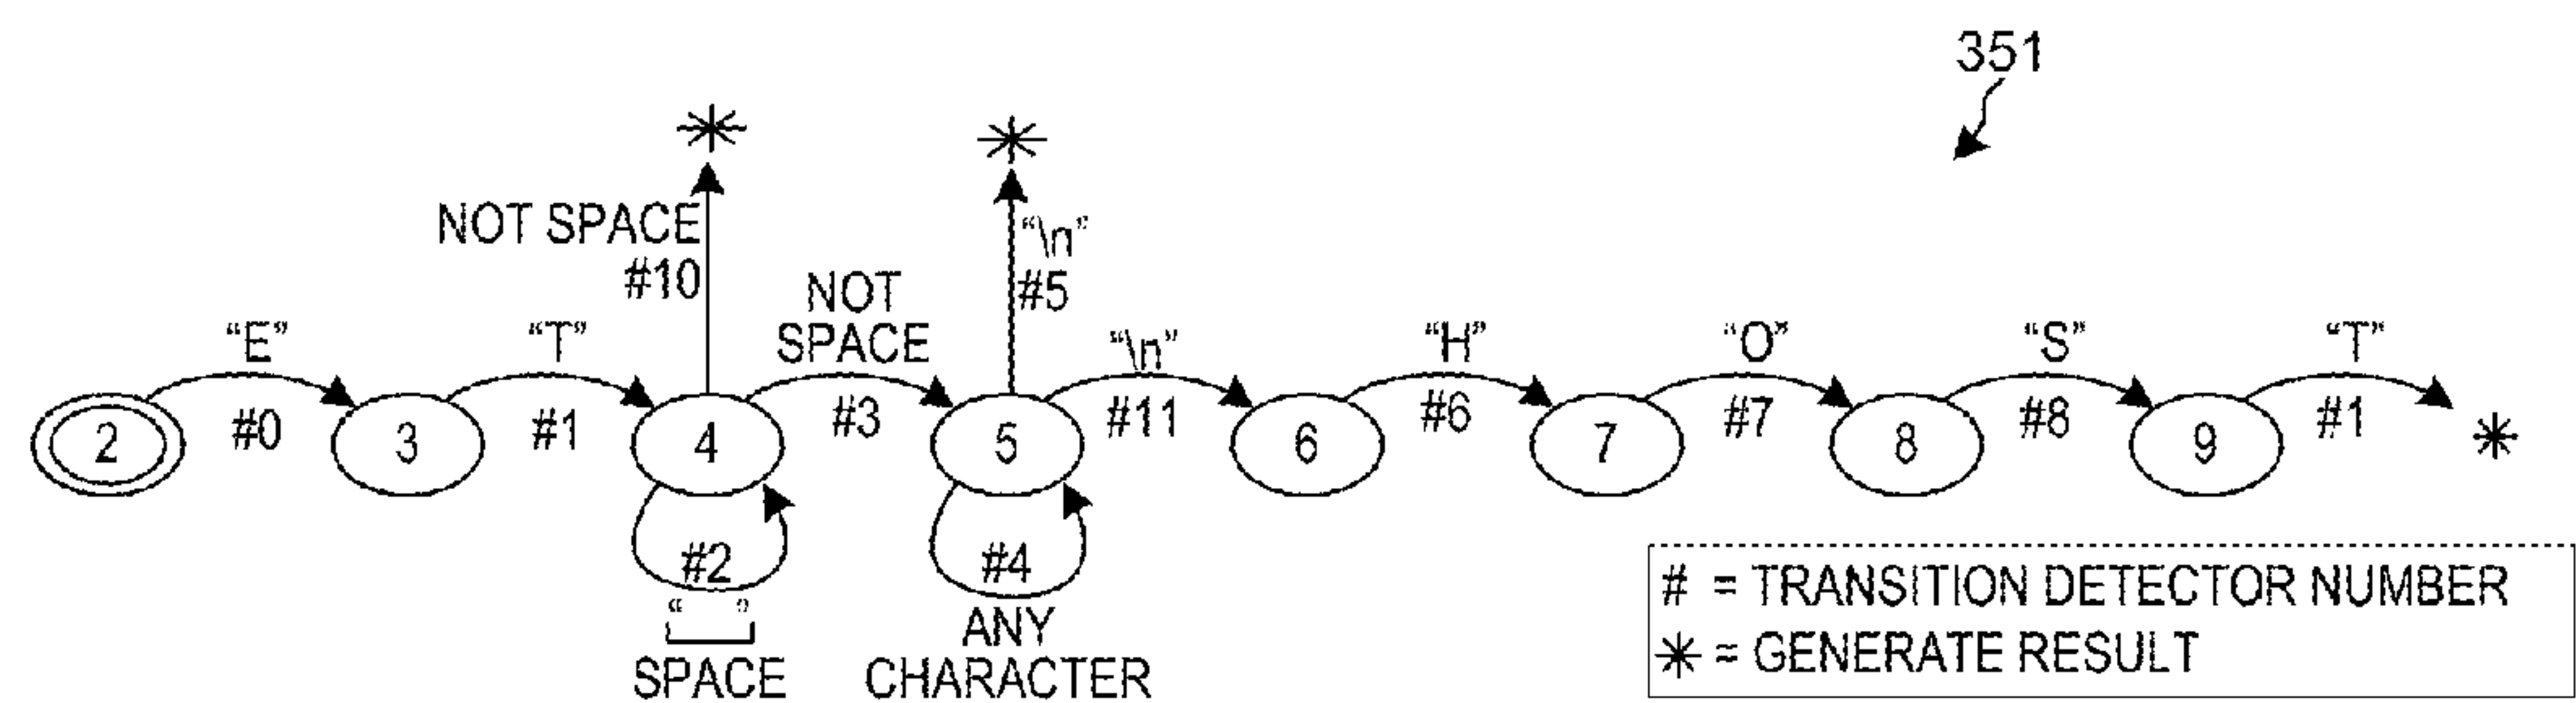 351
NOT SPACE
#10
"\n"
#5
NOT
SPACE
"E"
"T"
"\n"
"H"
"O"
"S"
"T"
#0
#1
#3
#11
#6
#7
#8
#1
2
3
4
5
6
7
8
9
#2
#4
" "
SPACE
ANY
CHARACTER
# = TRANSITION DETECTOR NUMBER
✳ = GENERATE RESULT